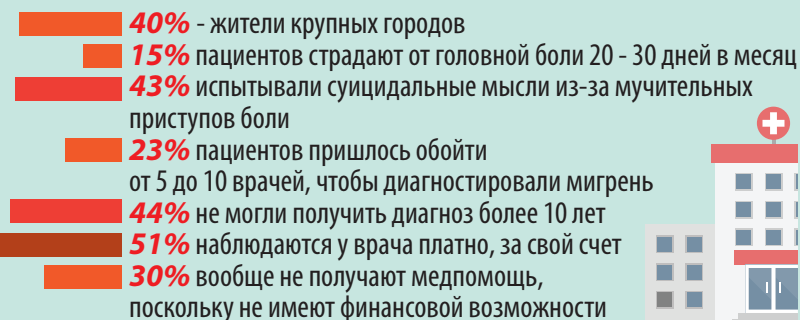 40% - жители крупных городов
15% пациентов страдают от головной боли 20 - 30 дней в месяц
43% испытывали суицидальные мысли из-за мучительных
приступов боли
23% пациентов пришлось обойти
от 5 до 10 врачей, чтобы диагностировали мигрень
44% не могли получить диагноз более 10 лет
51% наблюдаются у врача платно, за свой счет
30% вообще не получают медпомощь,
поскольку не имеют финансовой возможности